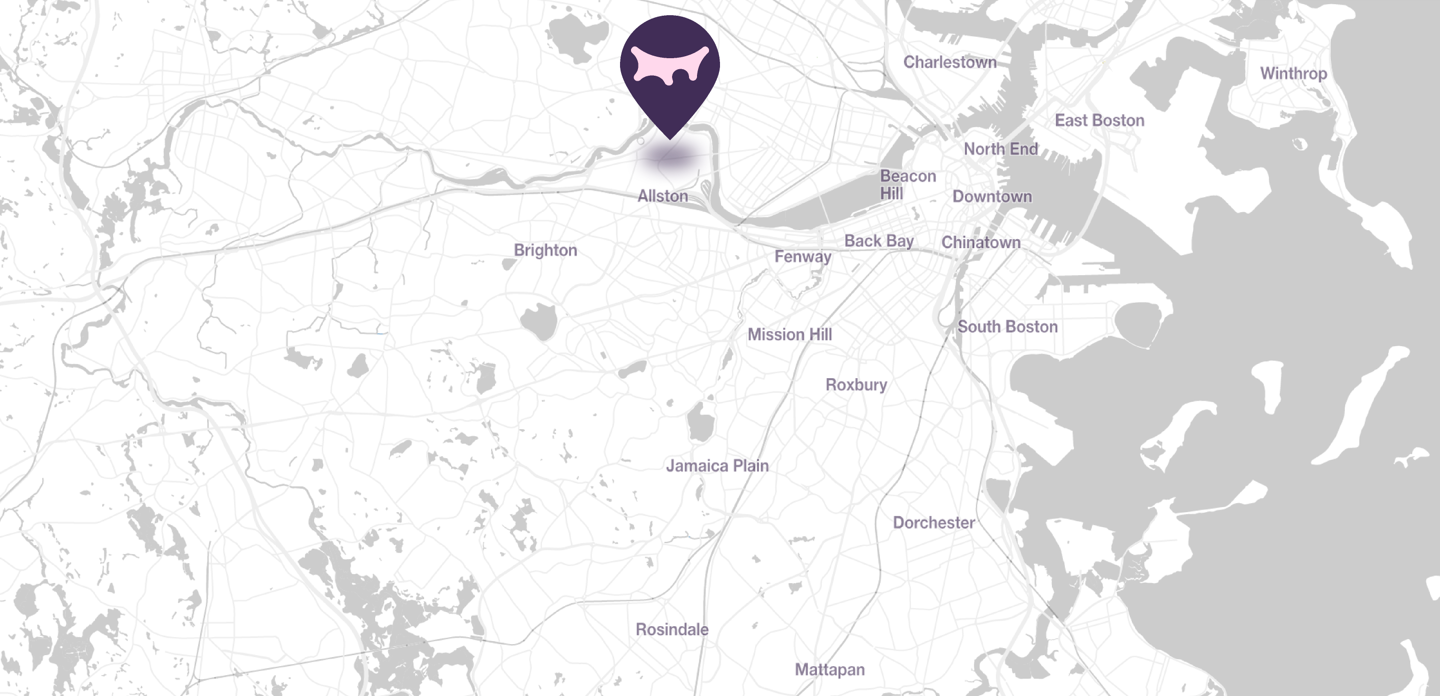 Charlestown
Winthrop
East Boston
North End
Beacon
Hill
Allston
Downtown
Brighton
Back Bay
Chinatown
Fenway
South Boston
Mission Hill
Roxbury
Jamaica Plain
Dorchester
Rosindale
Mattapan